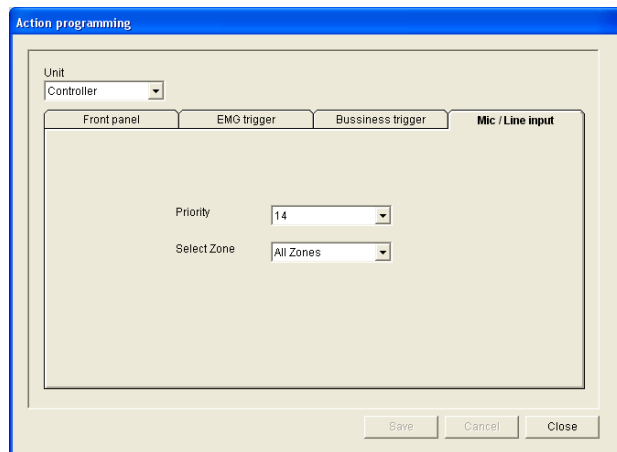 Action programming
Unit
Controller
Front panel EMG trigger Bussiness trigger Mic / Line input
Priority 14
Select Zone All Zones
Save Cancel Close